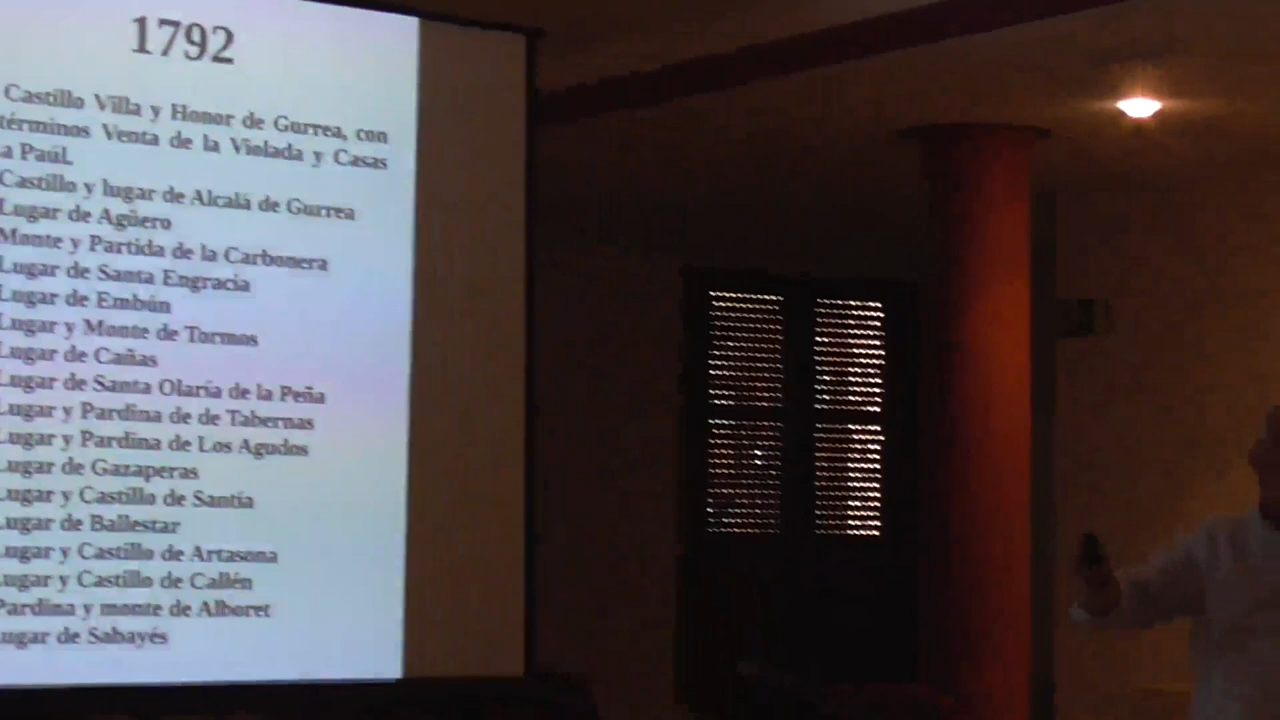 1792
Castillo Villa y Honor de Gurrea, con
términos Venta de la Violada y Casas
a Paúl.
Castillo y lugar de Alcalá de Gurrea
Lugar de Agüero
Monte y Partida de la Carbonera
Lugar de Santa Engracia
Lugar de Embún
Lugar y Monte de Tormos
Lugar de Cañas
Lugar de Santa Olaria de la Peña
Lugar y Pardina de de Tabernas
Lugar y Pardina de Los Agudos
Lugar de Gazaperas
Lugar y Castillo de Santia
Lugar de Ballestar
Lugar y Castillo de Artasona
Lugar y Castillo de Callén
Pardina y monte de Alboret
ugar de Sabayés